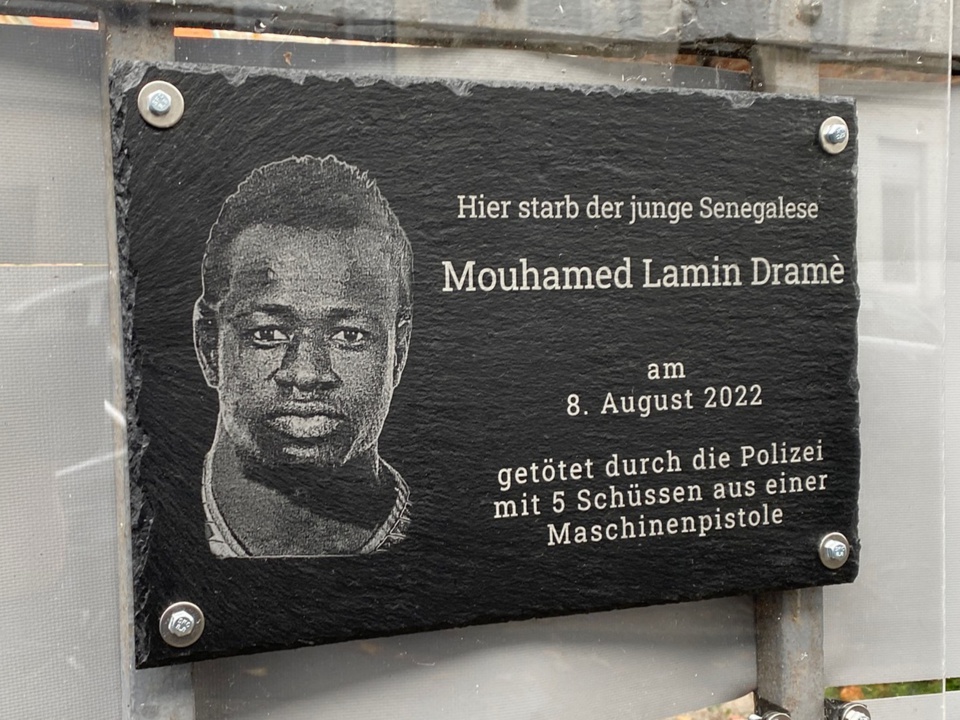 Hier starb der junge Senegalese
Mouhamed Lamin Dramè
am
8. August 2022
getötet durch die Polizei
mit 5 Schüssen aus einer
Maschinenpistole